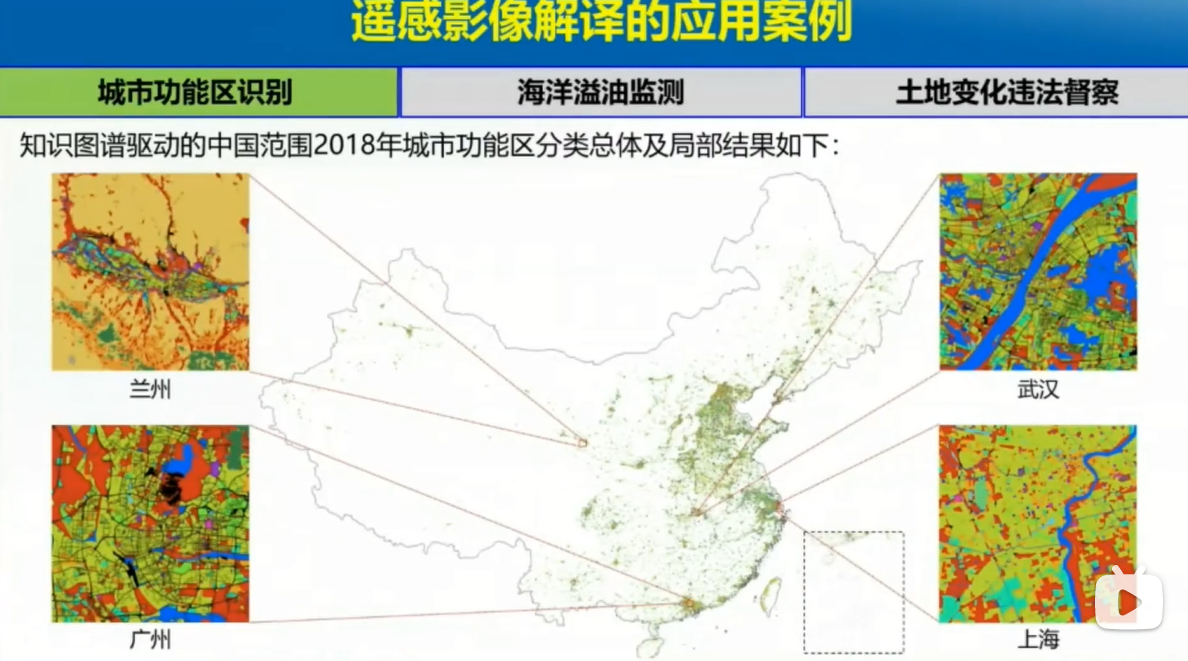 遥感影像解译的应用案例
城市功能区识别
海洋溢油监测
土地变化违法督察
知识图谱驱动的中国范围2018年城市功能区分类总体及局部结果如下：
兰州
武汉
广州
上海